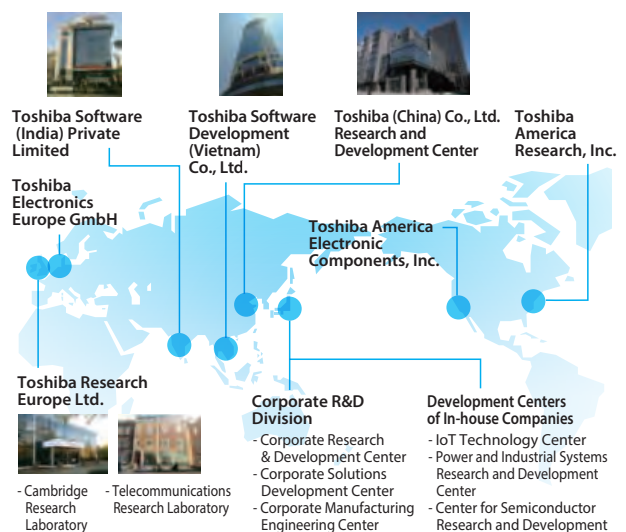 Toshiba Software
(India) Private
Limited
Toshiba Software
Development
(Vietnam)
Co., Ltd.
Toshiba (China) Co., Ltd.
Research and
Development Center
Toshiba
America
Research, Inc.
Toshiba
Electronics
Europe GmbH
Toshiba America
Electronic
Components, Inc.
Toshiba Research
Europe Ltd.
- Cambridge
Research
Laboratory
- Telecommunications
Research Laboratory
Corporate R&D
Division
- Corporate Research
& Development Center
- Corporate Solutions
Development Center
- Corporate Manufacturing
Engineering Center
Development Centers
of In-house Companies
- IoT Technology Center
- Power and Industrial Systems
Research and Development
Center
- Center for Semiconductor
Research and Development